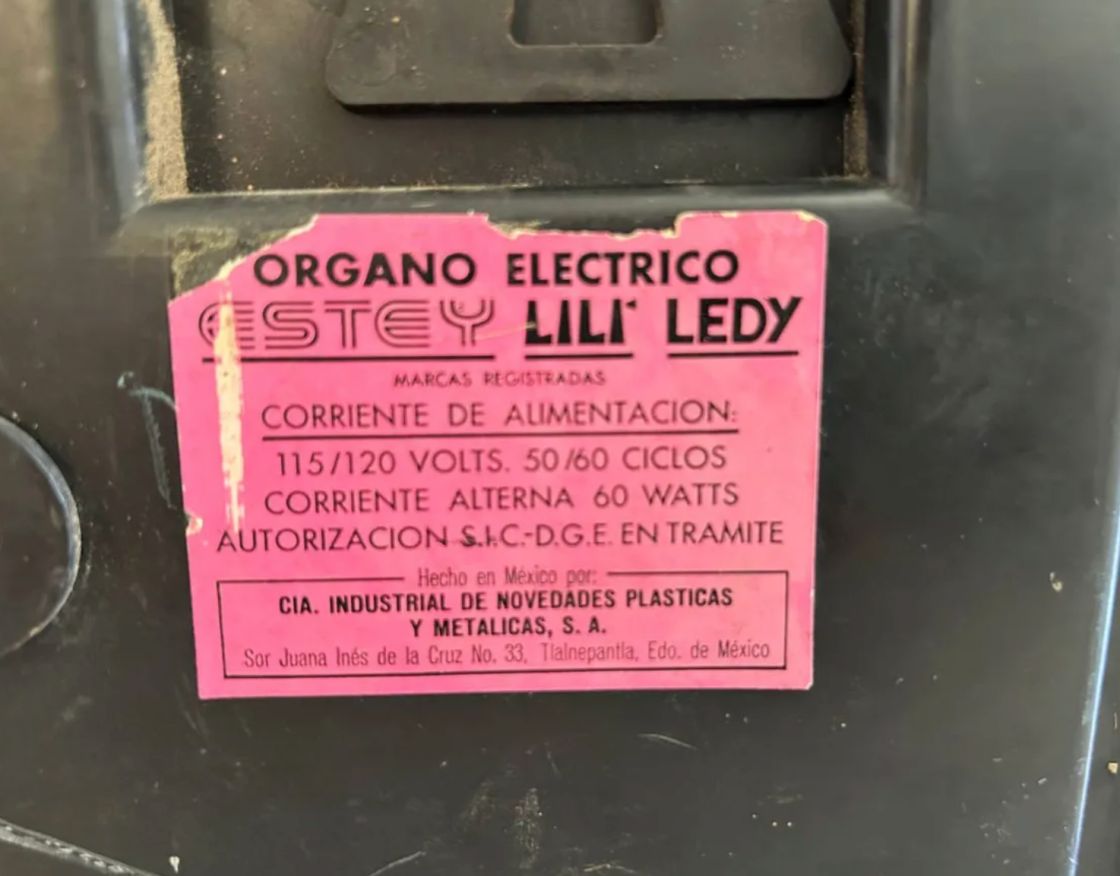 ORGANO ELECTRICO
ESTEY LILI' LEDY
MARCAS REGISTRADAS
CORRIENTE DE ALIMENTACION:
115/120 VOLTS. 50/60 CICLOS
CORRIENTE ALTERNA 60 WATTS
AUTORIZACION S.I.C.-D.G.E. EN TRAMITE
Hecho en México por:
CIA. INDUSTRIAL DE NOVEDADES PLASTICAS
Y METALICAS, S. A.
Sor Juana Inés de la Cruz No. 33, Tlalnepantla, Edo. de México